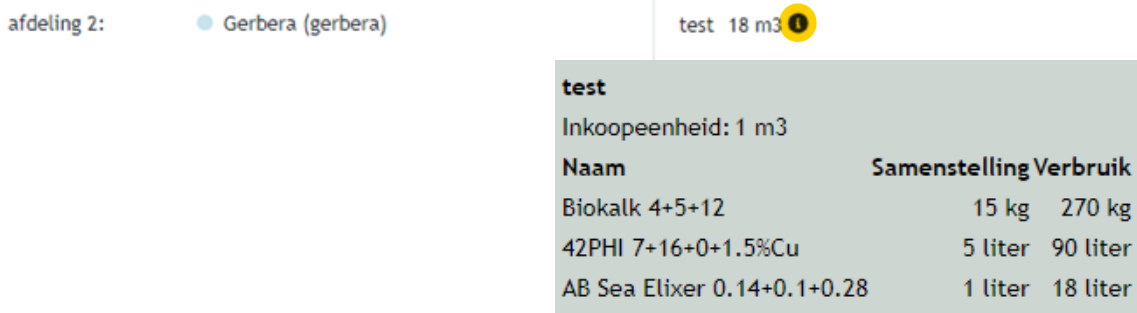 afdeling 2: Gerbera (gerbera) test 18 m3
test
Inkoopeenheid: 1 m3
Naam Samenstelling Verbruik
Biokalk 4+5+12 15 kg 270 kg
42PHI 7+16+0+1.5%Cu 5 liter 90 liter
AB Sea Elixer 0.14+0.1+0.28 1 liter 18 liter